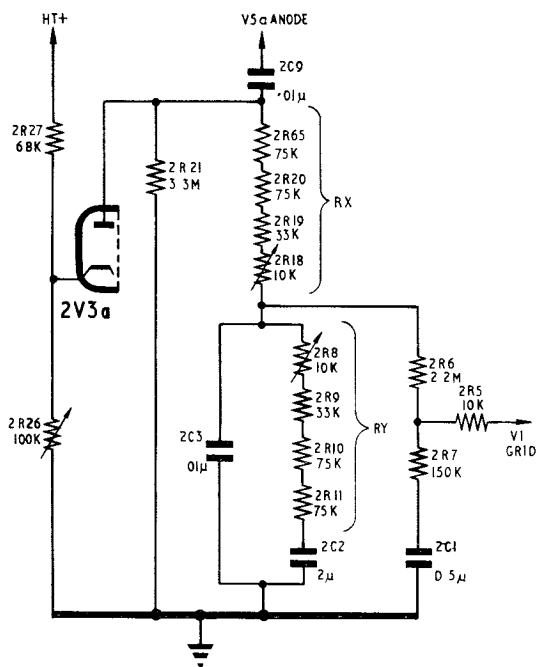 HT+
V5a ANODE
2C9
·01μ
2R27
68K
2R21
3 3M
2R65
75K
2R20
75K
2R19
33K
2R18
10K
RX
2V3a
2R8
10K
2R9
33K
2R10
75K
2R11
75K
RY
2R6
2 2M
2R5
10K
V1
GRID
2R7
150K
2R26
100K
2C3
01μ
2C2
2μ
2C1
0 5μ